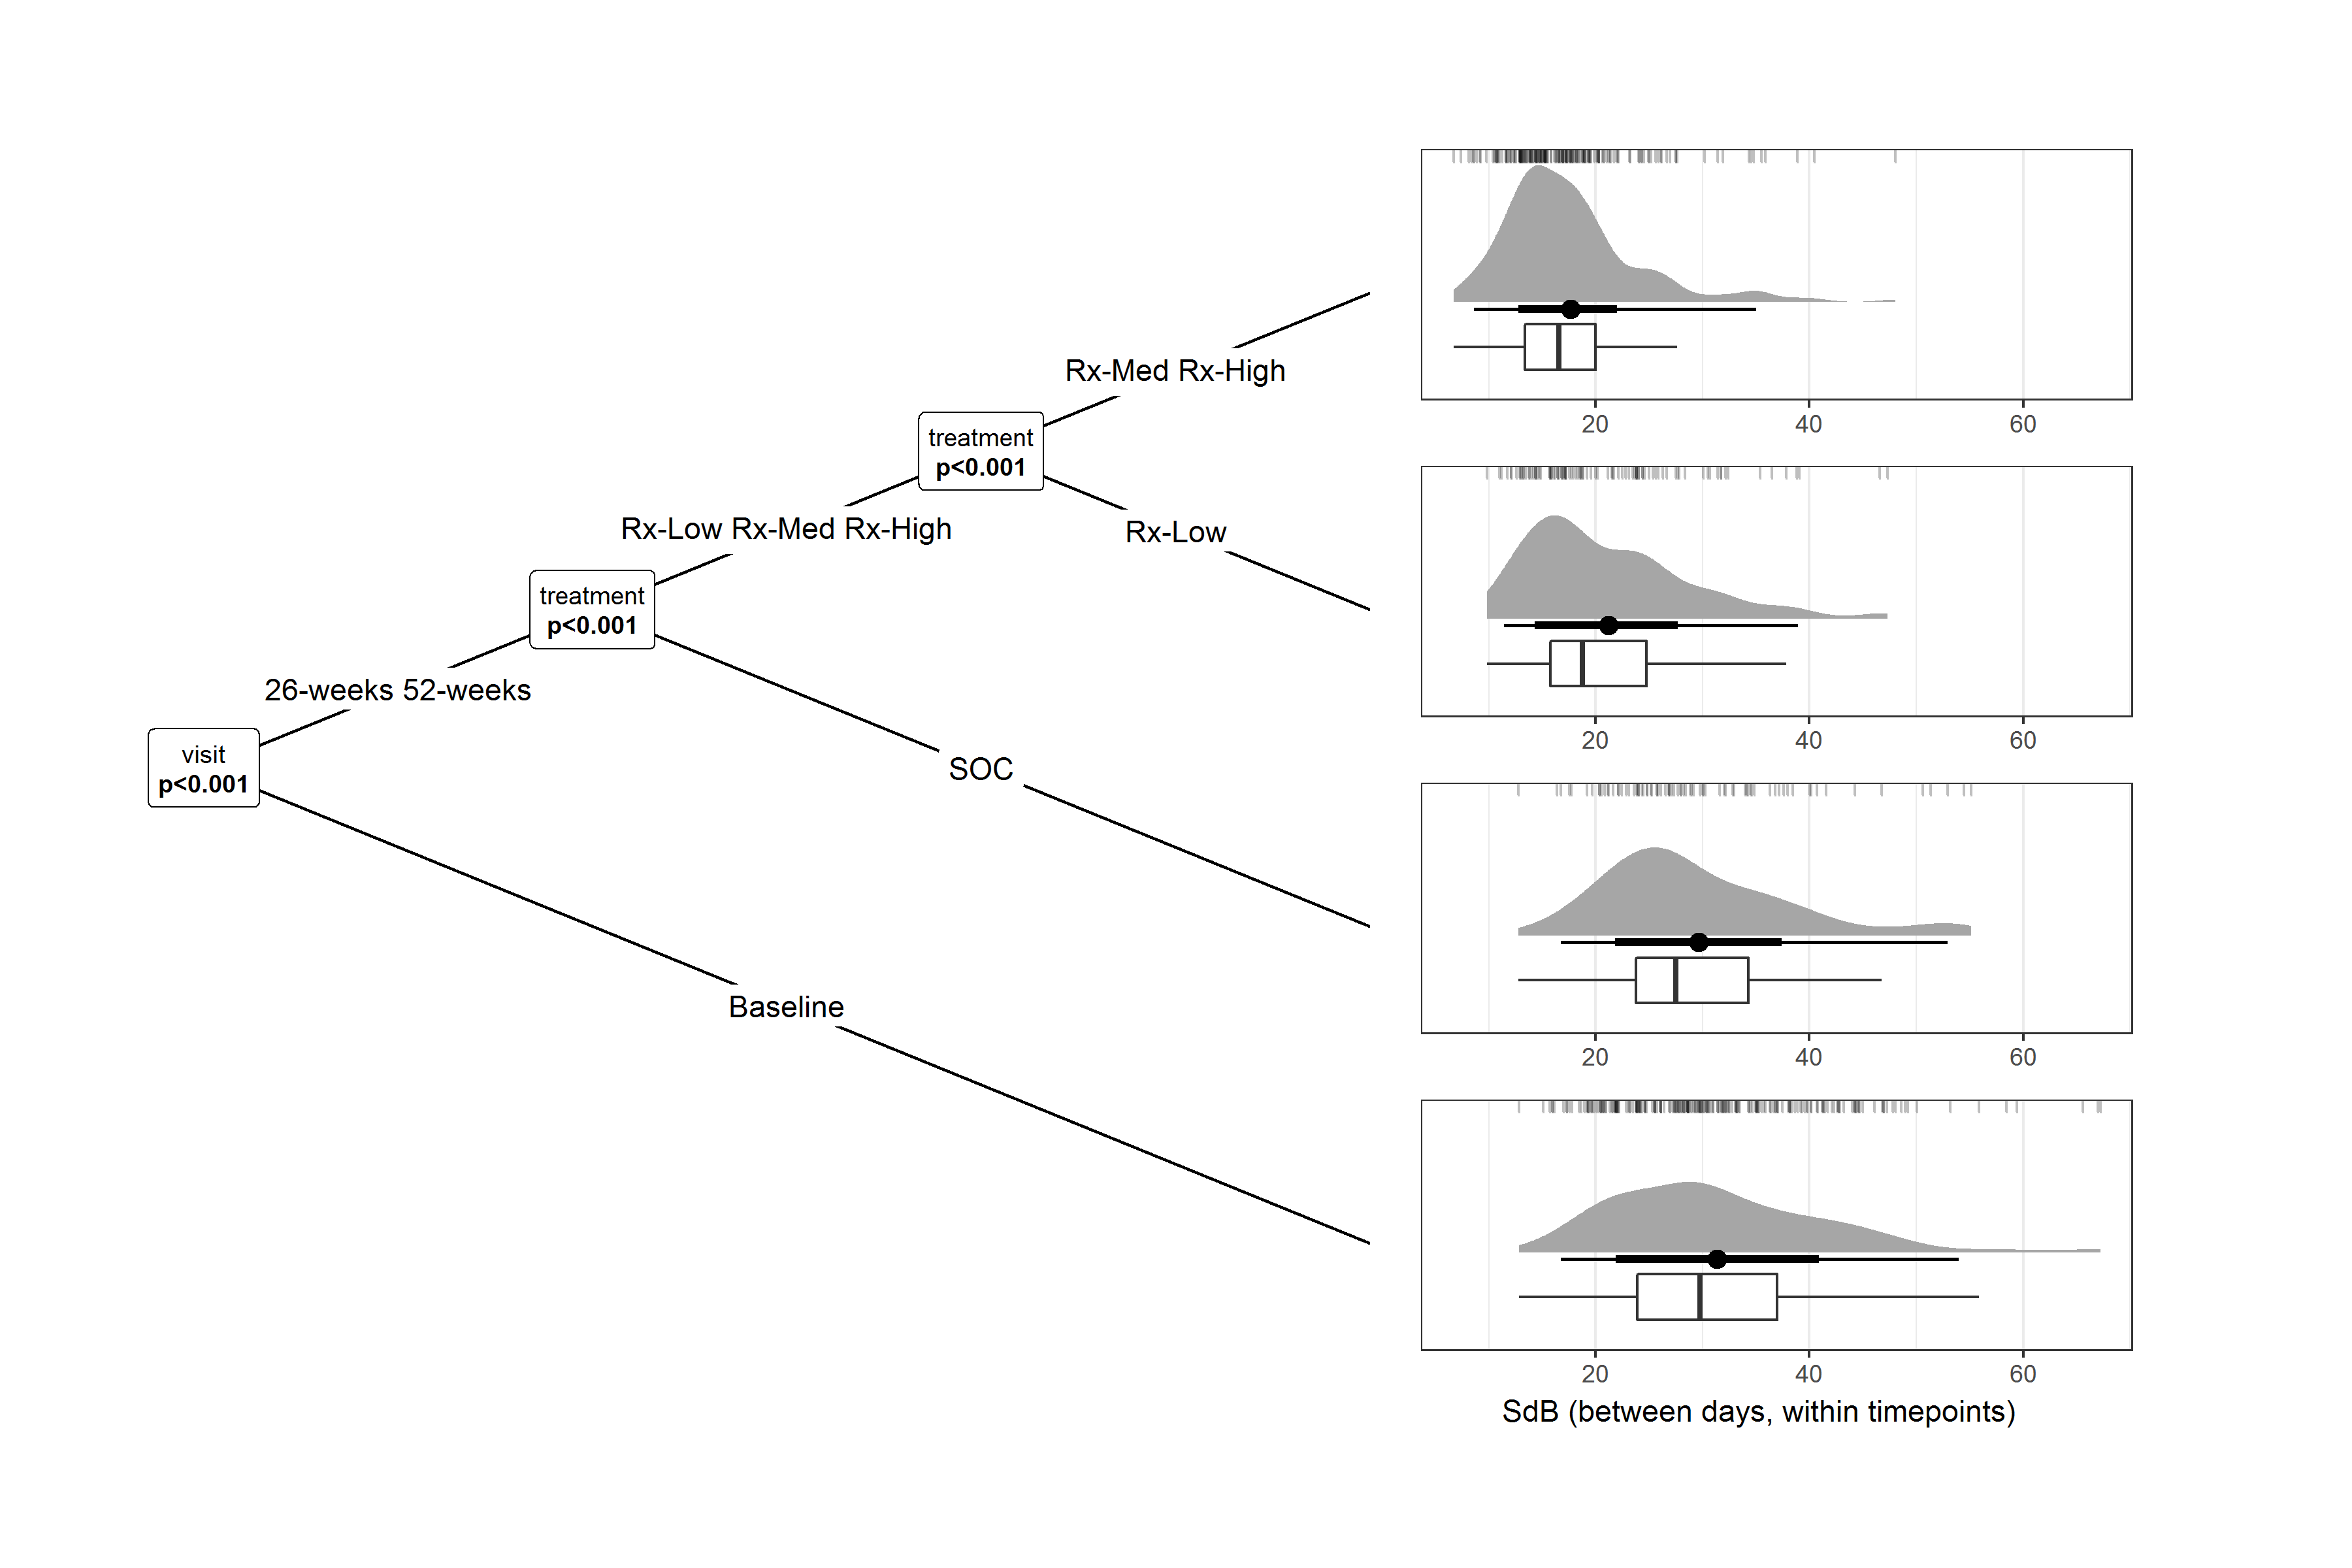 20 40 60
Rx-Med Rx-High
treatment
p<0.001
Rx-Low Rx-Med Rx-High
Rx-Low
treatment
p<0.001
20 40 60
26-weeks 52-weeks
visit
p<0.001
SOC
20 40 60
Baseline
20 40 60
SdB (between days, within timepoints)